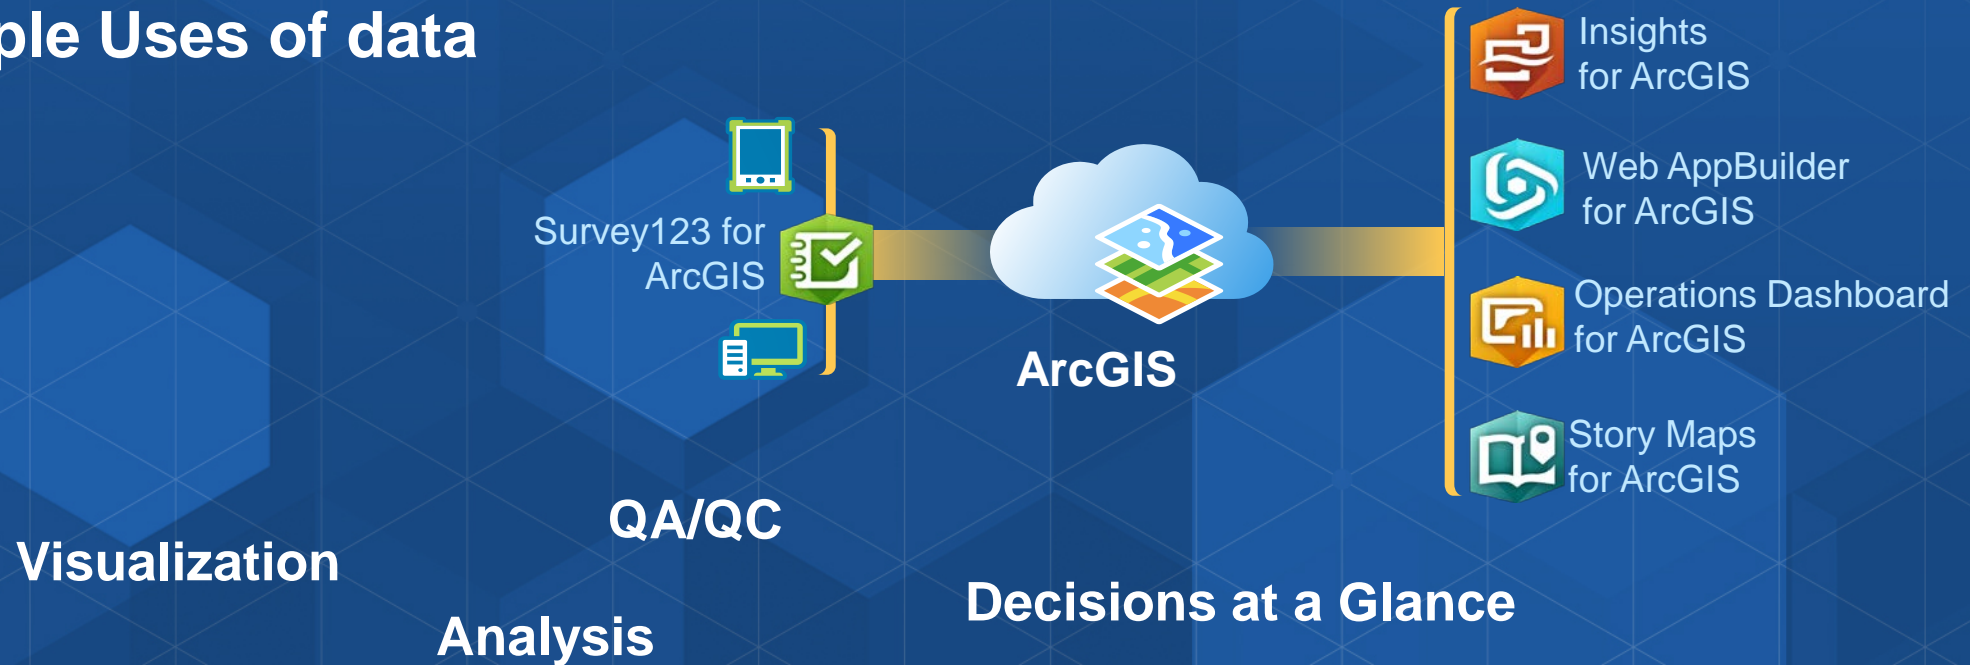 ple Uses of data
Insights
for ArcGIS
Web AppBuilder
for ArcGIS
Survey123 for
ArcGIS
Operations Dashboard
for ArcGIS
ArcGIS
Story Maps
for ArcGIS
QA/QC
Visualization
Decisions at a Glance
Analysis